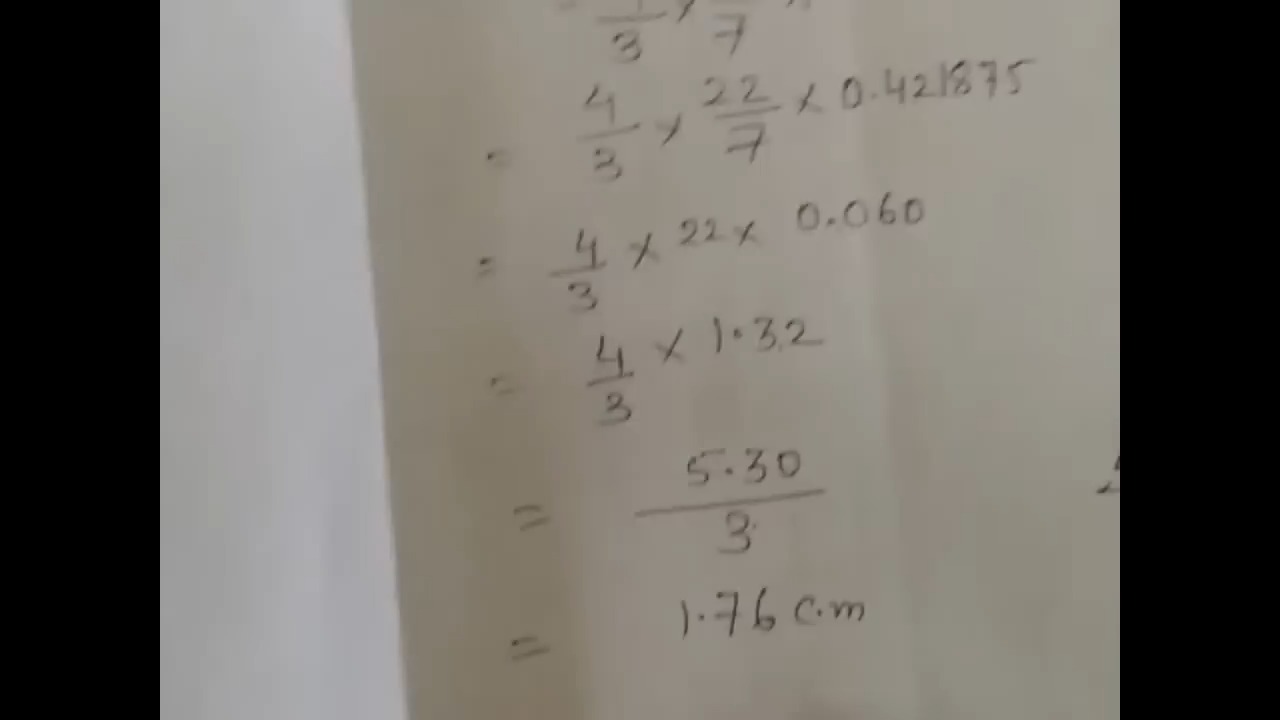 = 4/3 × 22/7 × 0.421875
= 4/3 × 22 × 0.060
= 4/3 × 1.32
= 5.30/3
= 1.76 c.m